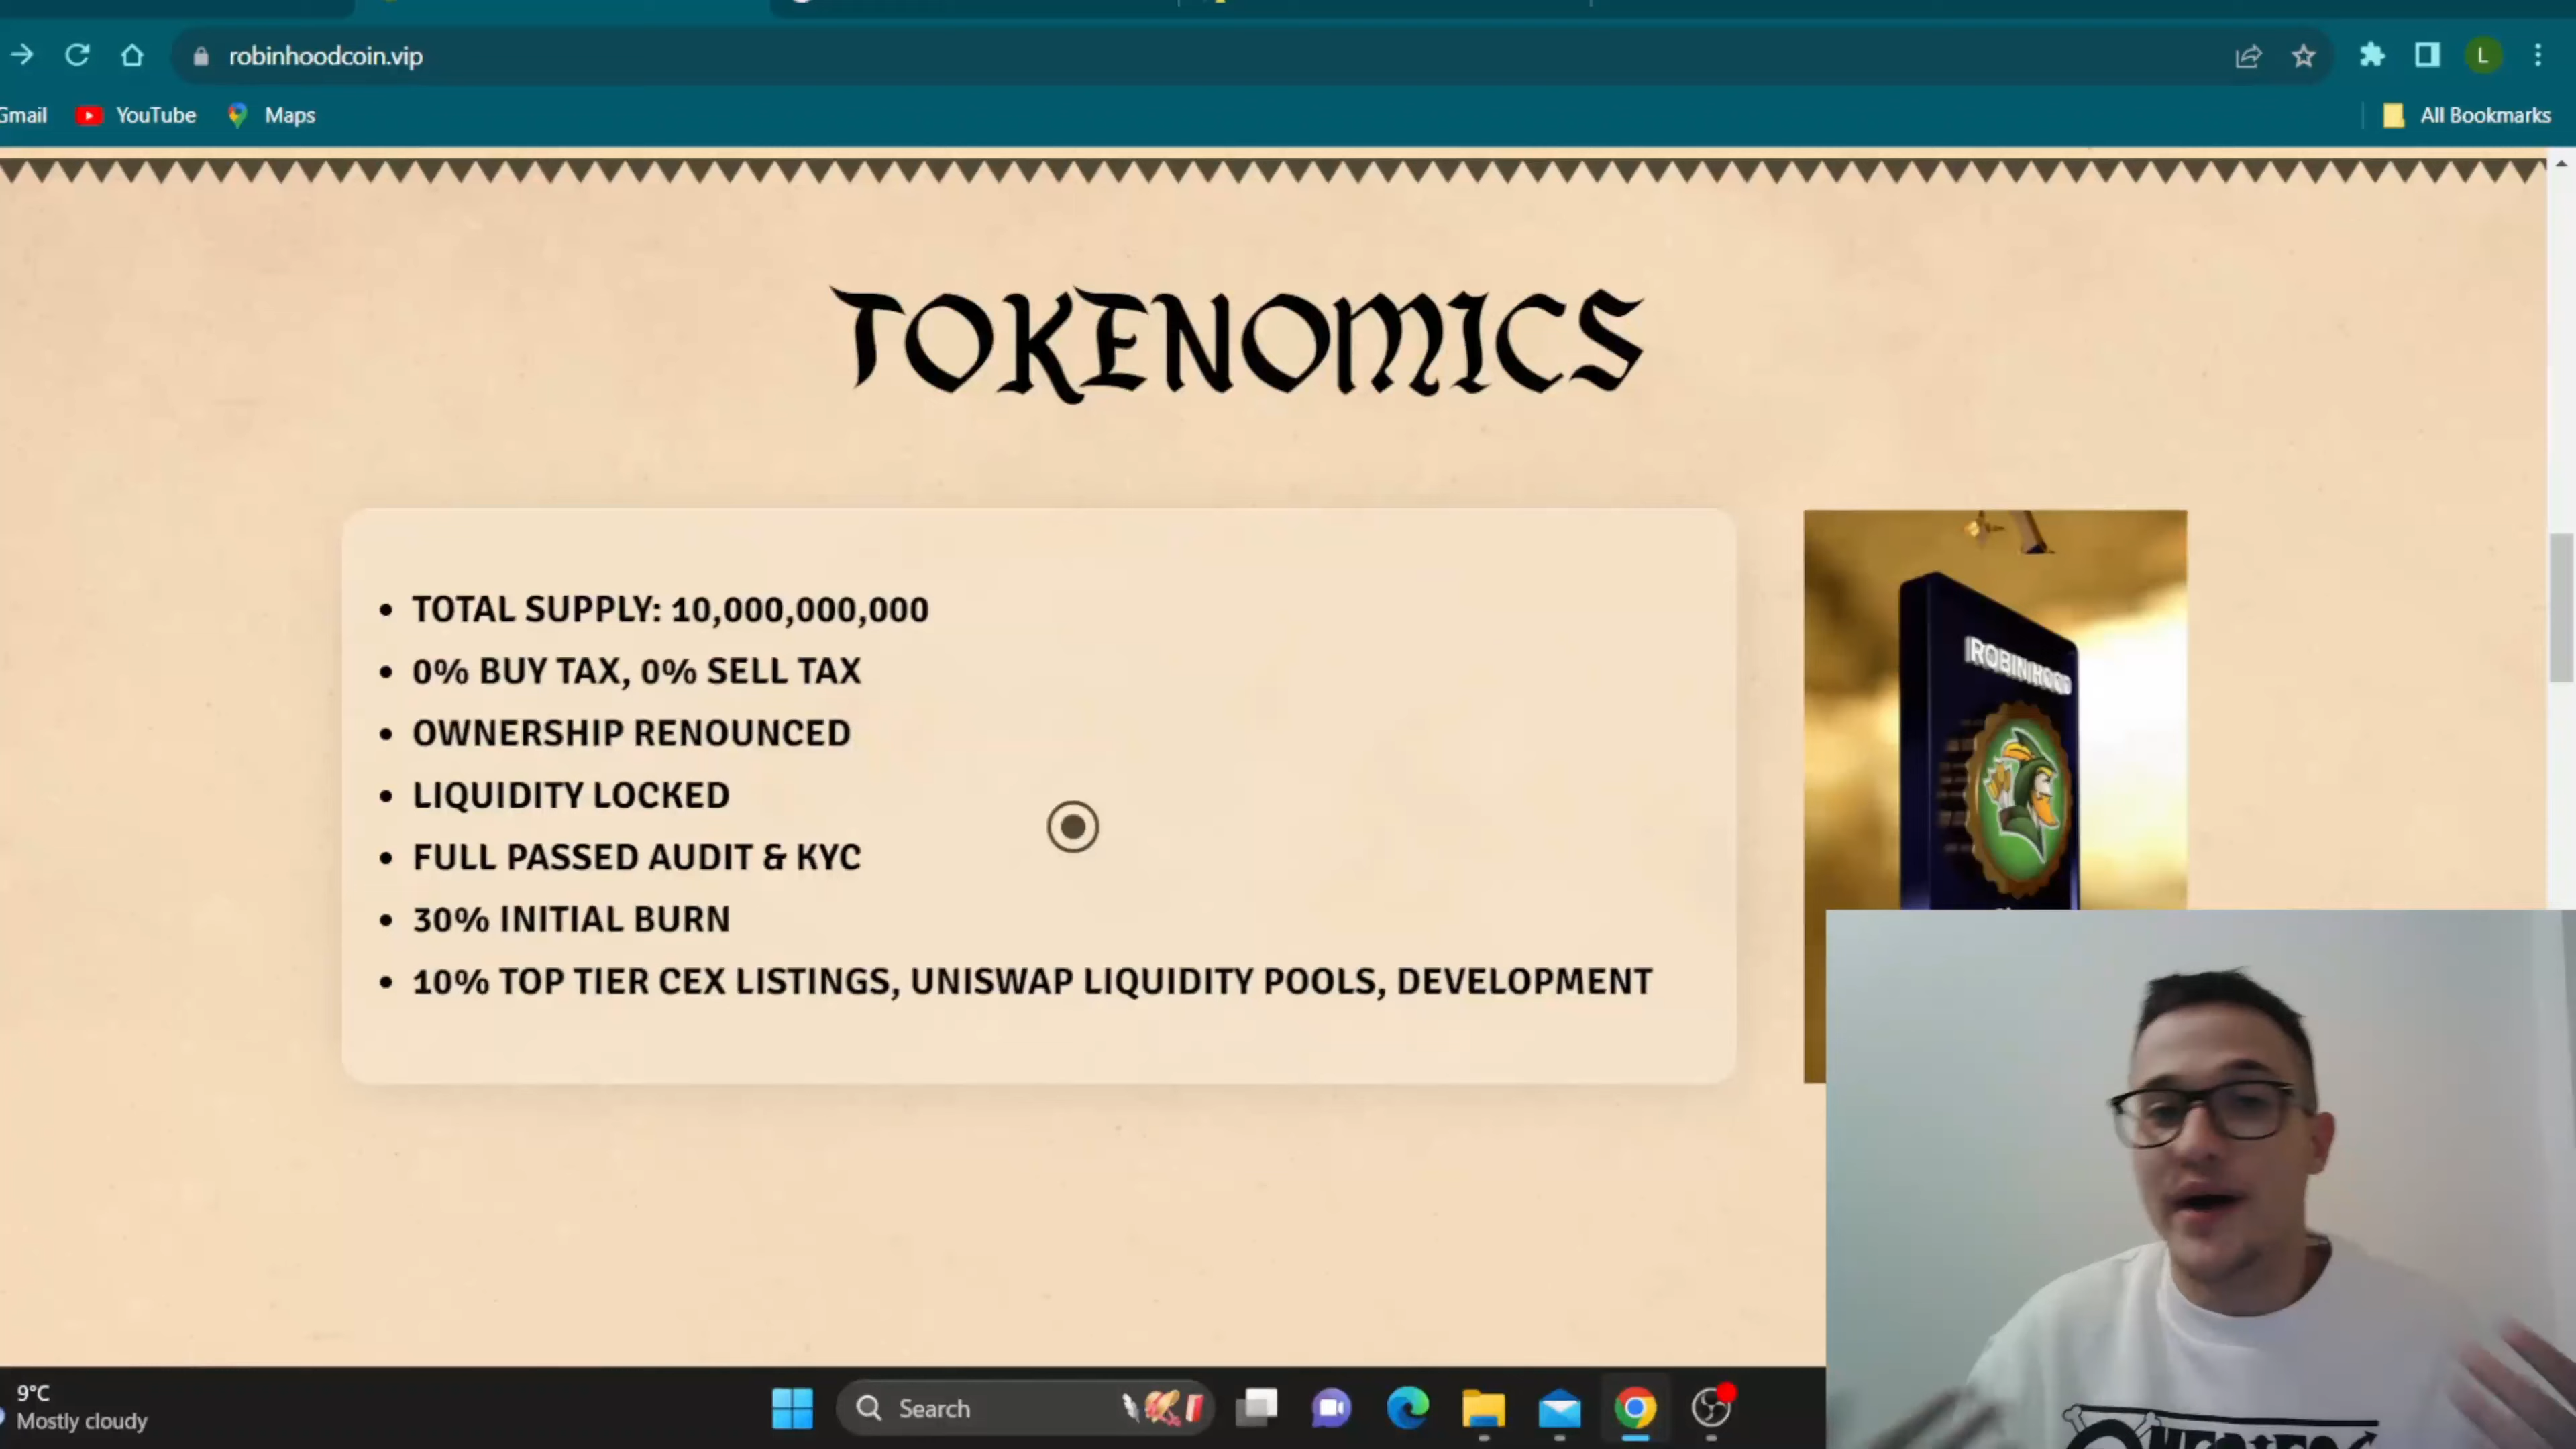 robinhoodcoin.vip
L
Gmail YouTube Maps All Bookmarks
TOKENOMICS
• TOTAL SUPPLY: 10,000,000,000
• 0% BUY TAX, 0% SELL TAX
• OWNERSHIP RENOUNCED
• LIQUIDITY LOCKED
• FULL PASSED AUDIT & KYC
• 30% INITIAL BURN
• 10% TOP TIER CEX LISTINGS, UNISWAP LIQUIDITY POOLS, DEVELOPMENT
ROBINHOOD
9°C
Mostly cloudy
Search